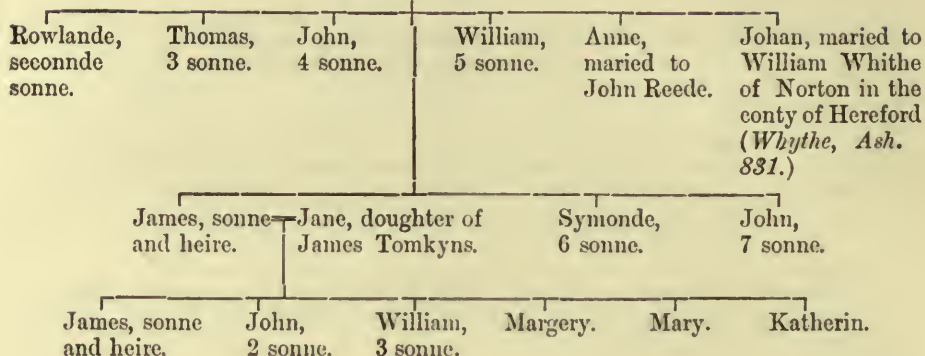 Rowlande,
seconnde
sonne.
Thomas,
3 sonne.
John,
4 sonne.
William,
5 sonne.
Anne,
maried to
John Reede.
Johan, maried to
William Whithe
of Norton in the
conty of Hereford
(Whythe, Ash.
831.)
James, sonne
and heire.
Jane, doughter of
James Tomkyns.
Symonde,
6 sonne.
John,
7 sonne.
James, sonne
and heire.
John,
2 sonne.
William,
3 sonne.
Margery.
Mary.
Katherin.